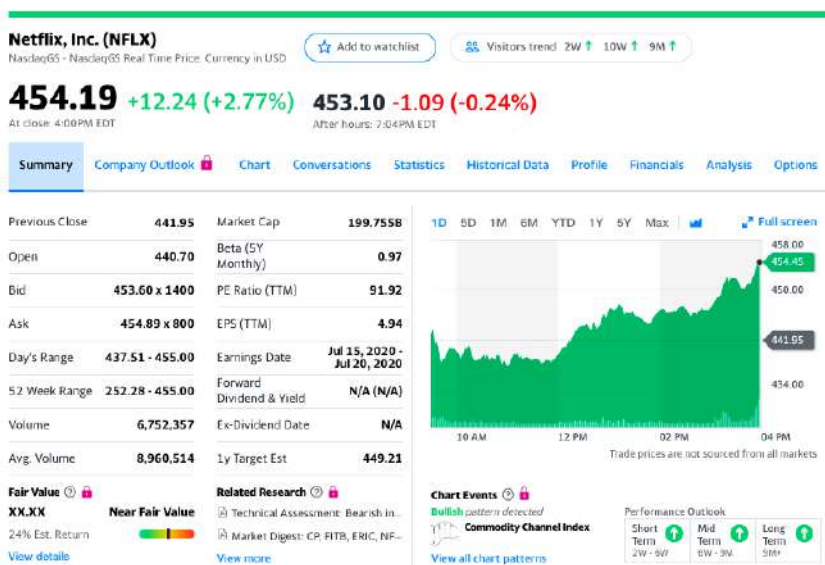 Netflix, Inc. (NFLX)
NasdaqGS - NasdaqGS Real Time Price. Currency in USD
Add to watchlist
Visitors trend 2W ↑ 10W ↑ 9M ↑
454.19 +12.24 (+2.77%)
At close: 4:00PM EDT
453.10 -1.09 (-0.24%)
After hours: 7:04PM EDT
Summary Company Outlook Chart Conversations Statistics Historical Data Profile Financials Analysis Options
Previous Close 441.95
Open 440.70
Bid 453.60 x 1400
Ask 454.89 x 800
Day's Range 437.51 - 455.00
52 Week Range 252.28 - 455.00
Volume 6,752,357
Avg. Volume 8,960,514
Market Cap 199.755B
Beta (5Y
Monthly) 0.97
PE Ratio (TTM) 91.92
EPS (TTM) 4.94
Earnings Date Jul 15, 2020 -
Jul 20, 2020
Forward
Dividend & Yield N/A (N/A)
Ex-Dividend Date N/A
1y Target Est 449.21
1D 5D 1M 6M YTD 1Y 5Y Max Full screen
458.00
454.45
450.00
441.95
434.00
10 AM 12 PM 02 PM 04 PM
Trade prices are not sourced from all markets
Fair Value
XX.XX Near Fair Value
24% Est. Return
View details
Related Research
Technical Assessment: Bearish in...
Market Digest: CP, FITB, ERIC, NF...
View more
Chart Events
Bullish pattern detected
Commodity Channel Index
View all chart patterns
Performance Outlook
Short
Term
2W - 6W
Mid
Term
6W - 9M
Long
Term
9M+